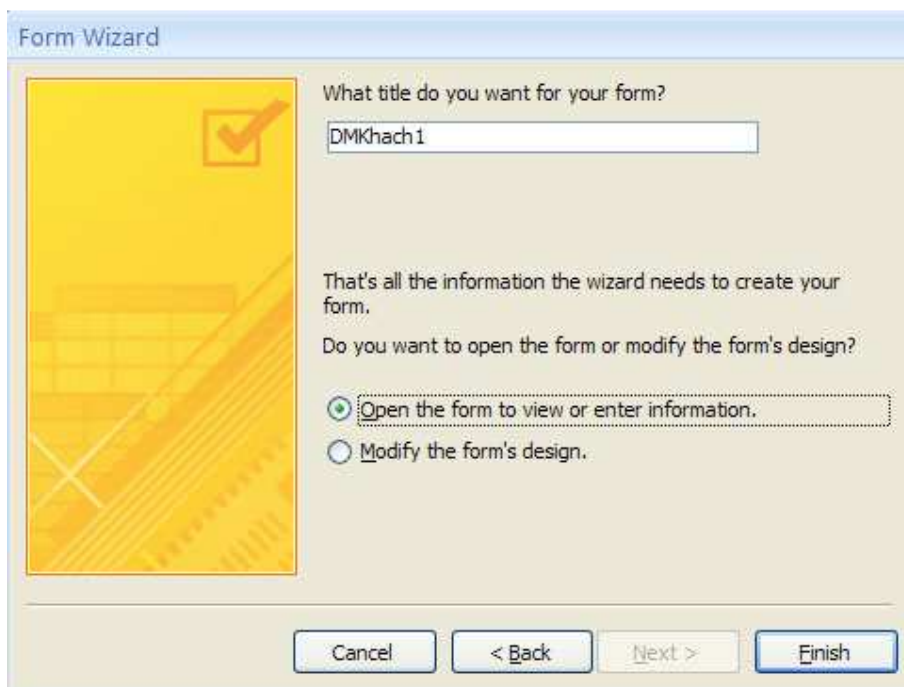 Form Wizard
What title do you want for your form?
DMKhach1
That's all the information the wizard needs to create your
form.
Do you want to open the form or modify the form's design?
Open the form to view or enter information.
Modify the form's design.
Cancel
< Back
Next >
Finish